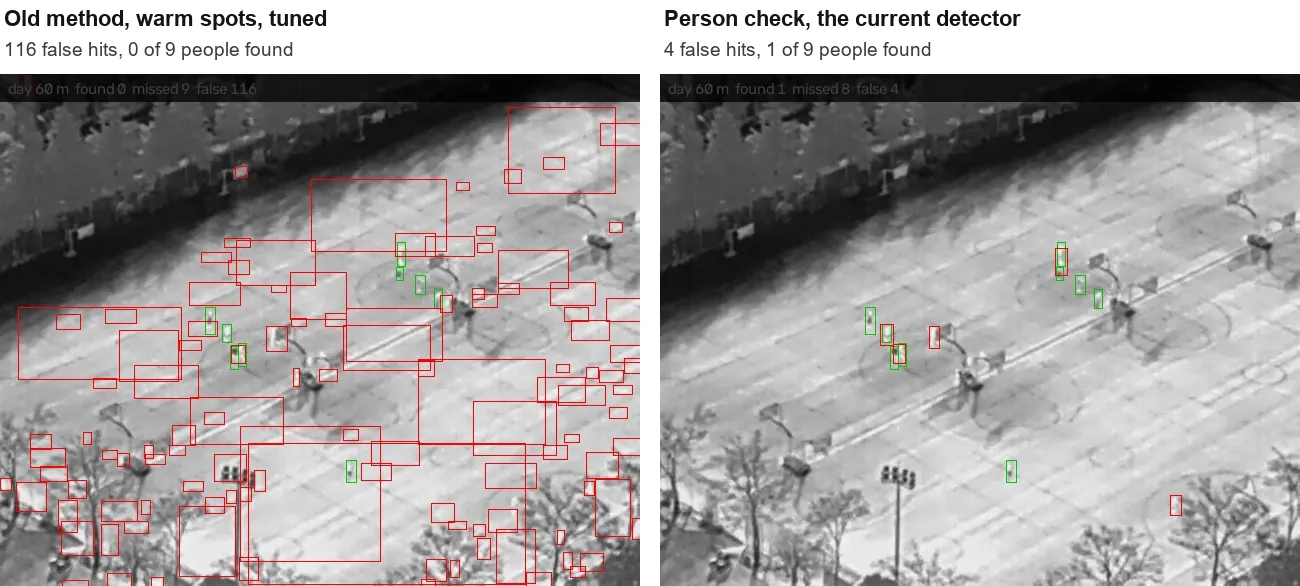 Old method, warm spots, tuned
116 false hits, 0 of 9 people found
day 60 m found 0 missed 9 false 116
Person check, the current detector
4 false hits, 1 of 9 people found
day 60 m found 1 missed 8 false 4